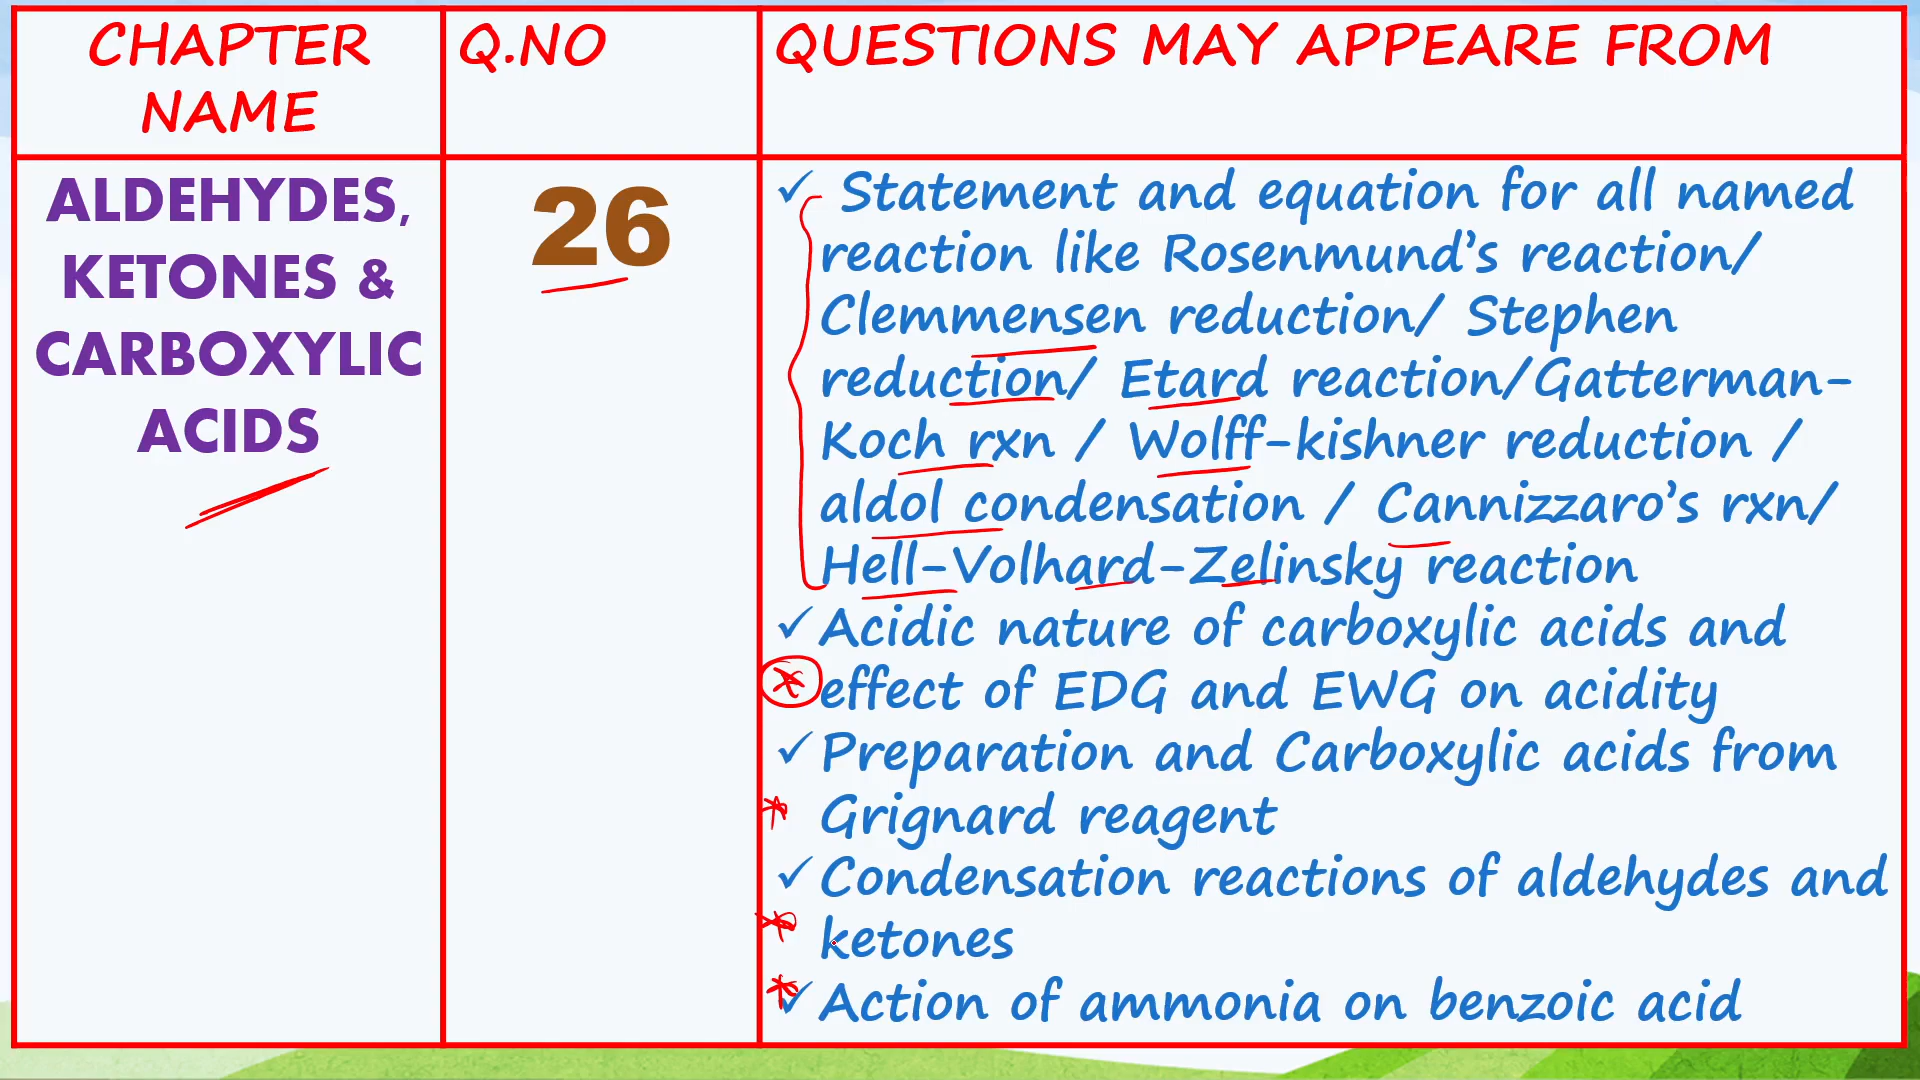 CHAPTER
NAME
Q.NO
QUESTIONS MAY APPEARE FROM
ALDEHYDES,
KETONES &
CARBOXYLIC
ACIDS
26
✓ Statement and equation for all named
reaction like Rosenmund’s reaction/
Clemmensen reduction/ Stephen
reduction/ Etard reaction/Gatterman-
Koch rxn / Wolff-kishner reduction /
aldol condensation / Cannizzaro’s rxn/
Hell-Volhard-Zelinsky reaction
✓ Acidic nature of carboxylic acids and
effect of EDG and EWG on acidity
✓ Preparation and Carboxylic acids from
Grignard reagent
✓ Condensation reactions of aldehydes and
ketones
✓ Action of ammonia on benzoic acid